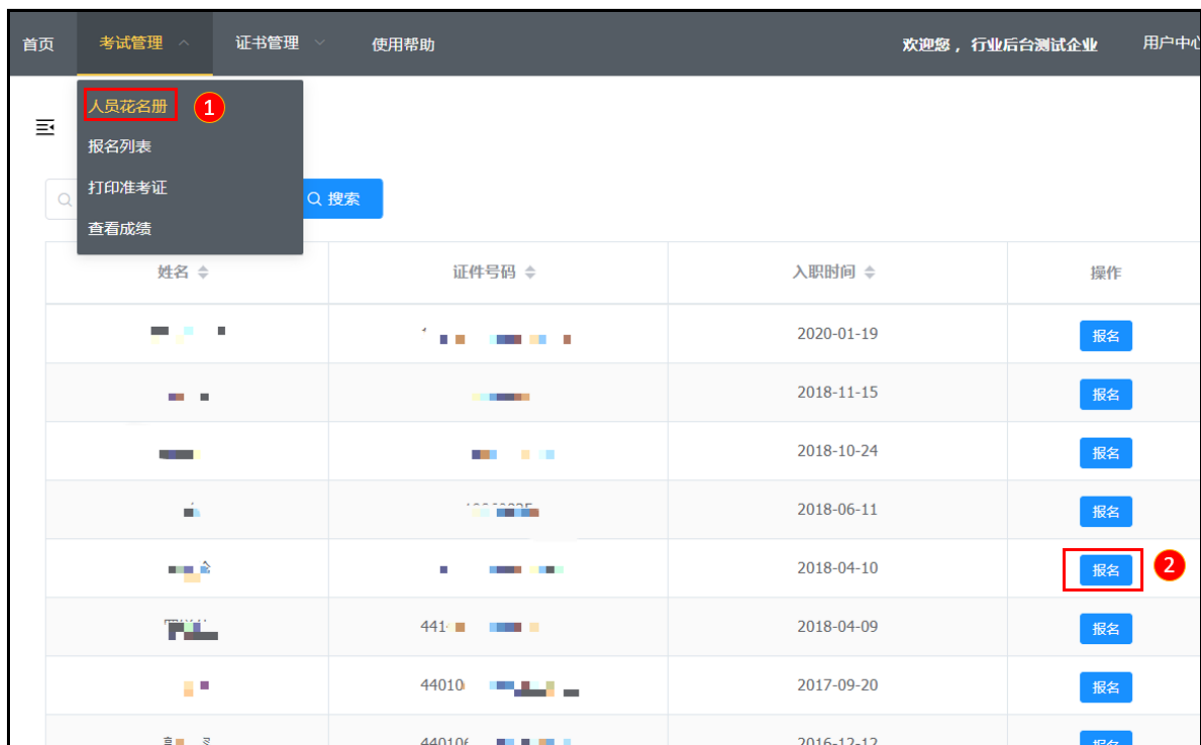 首页 考试管理 证书管理 使用帮助 欢迎您，行业后台测试企业 用户中心
人员花名册 1
报名列表
打印准考证
搜索
查看成绩
姓名 证件号码 入职时间 操作
2020-01-19 报名
2018-11-15 报名
2018-10-24 报名
2018-06-11 报名
2018-04-10 报名 2
441 2018-04-09 报名
44010 2017-09-20 报名
44010 2016-12-12 报名